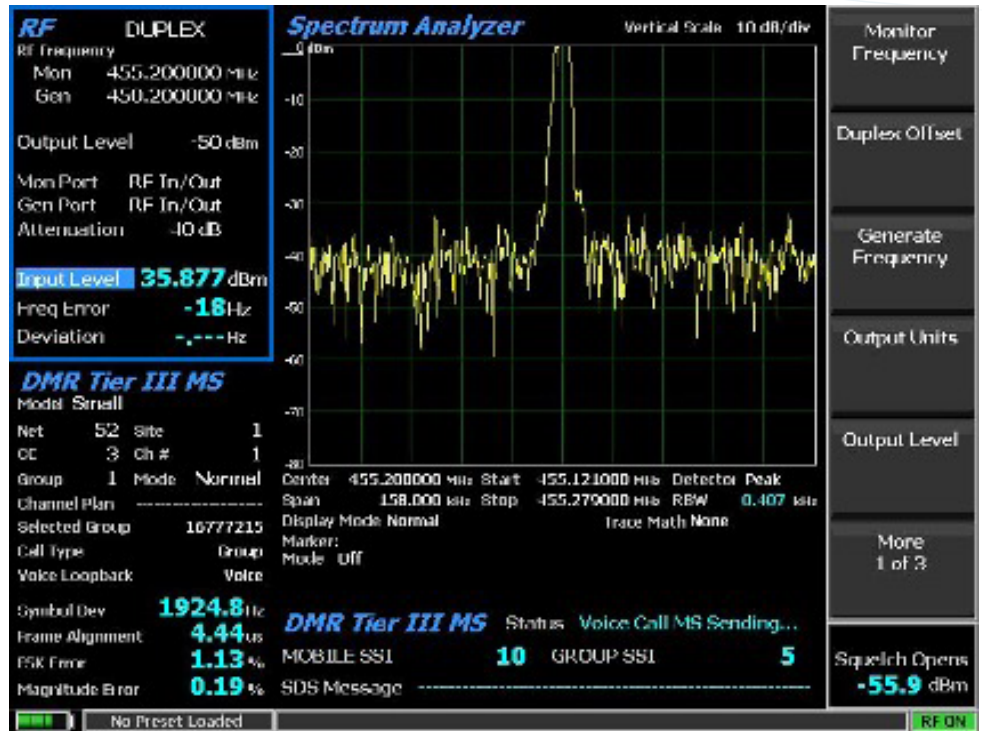 RF DUPLEX
RF Frequency
Mon 455.200000 MHz
Gen 450.200000 MHz
Output Level -50 dBm
Mon Port RF In/Out
Gen Port RF In/Out
Attenuation 40 dB
Input Level 35.877 dBm
Freq Error -18 Hz
Deviation -.--- Hz
DMR Tier III MS
Model Small
Net 52 Site 1
CC 3 Ch # 1
Group 1 Mode Normal
Channel Plan --------------------
Selected Group 16777215
Call Type Group
Voice Loopback Voice
Symbol Dev 1924.8 Hz
Frame Alignment 4.44 us
FSK Error 1.13 %
Magnitude Error 0.19 %
Spectrum Analyzer Vertical Scale 10 dB/div
0 dBm
-10
-20
-30
-40
-50
-60
-70
-80
Center 455.200000 MHz Start 455.121000 MHz Detector Peak
Span 158.000 kHz Stop 455.279000 MHz RBW 0.407 kHz
Display Mode Normal Trace Math None
Marker:
Mode Off
DMR Tier III MS Status Voice Call MS Sending...
MOBILE SSI 10 GROUP SSI 5
SDS Message ----------------------------------------
Monitor
Frequency
Duplex Offset
Generate
Frequency
Output Units
Output Level
More
1 of 3
Squelch Opens
-55.9 dBm
No Preset Loaded
RF ON